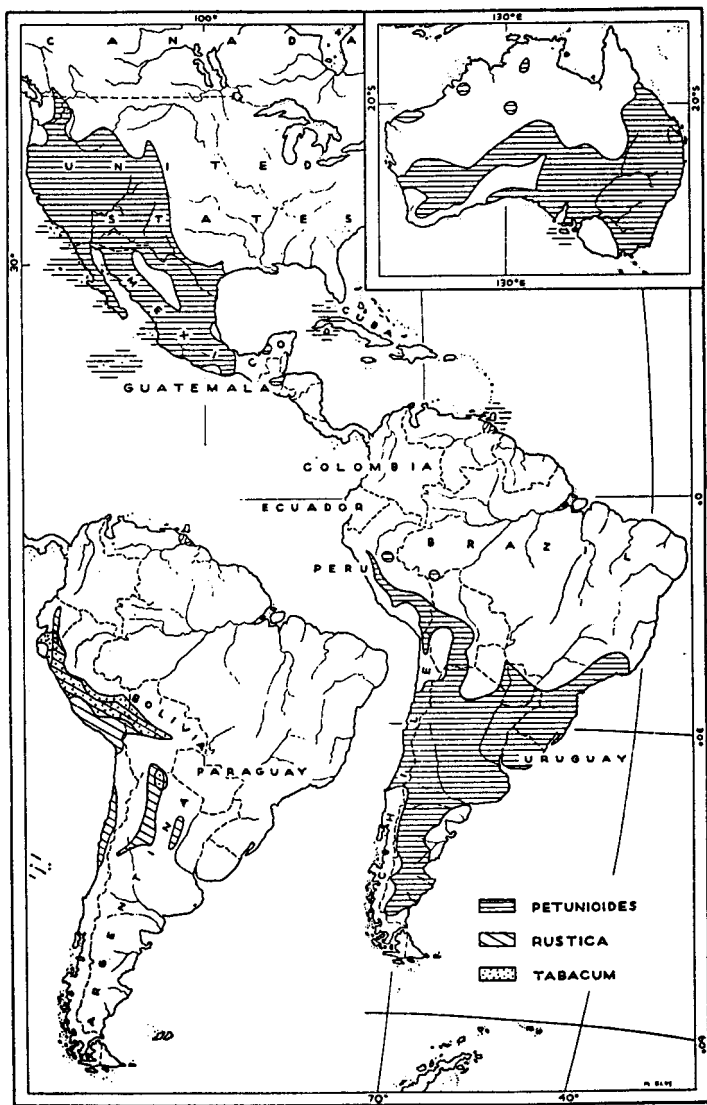 100°
130°E
CANADA
20°S
20°S
UNITED
STATES
130°E
30°
MEXICO
CUBA
GUATEMALA
COLOMBIA
ECUADOR
0°
BRAZIL
PERU
BOLIVIA
CHILE
30°
PARAGUAY
URUGUAY
ARGENTINA
PETUNIOIDES
RUSTICA
TABACUM
60°
70°
40°